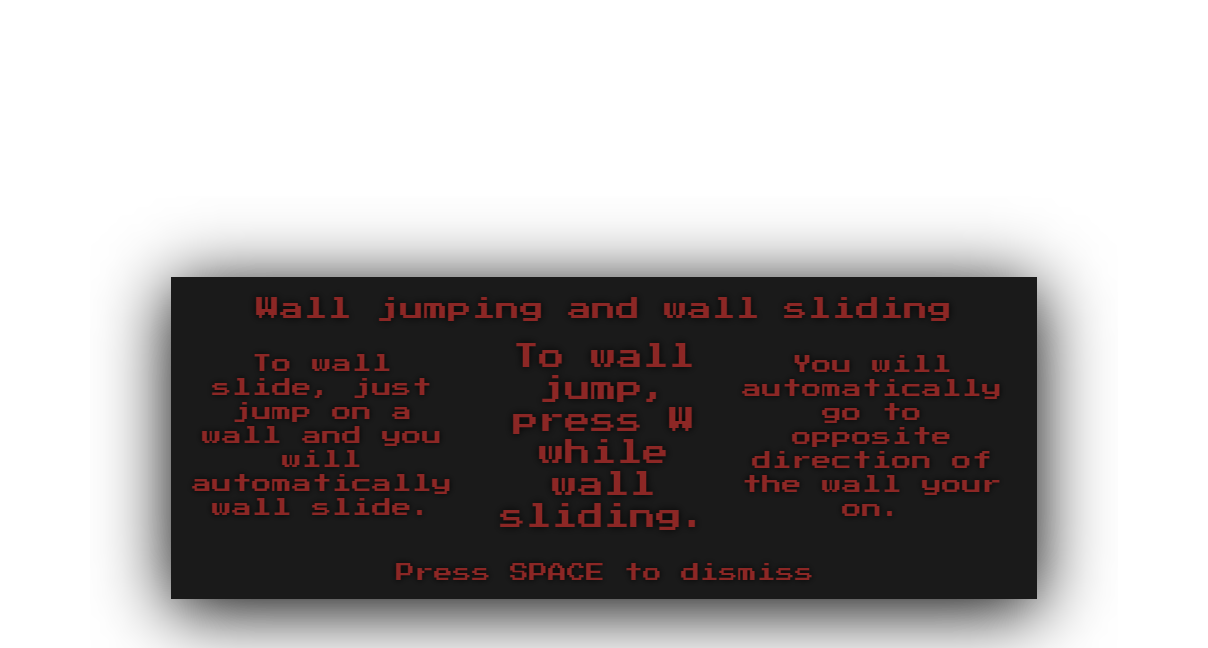 Wall jumping and wall sliding
To wall
slide, just
jump on a
wall and you
will
automatically
wall slide.
To wall
jump,
press W
while
wall
sliding.
You will
automatically
go to
opposite
direction of
the wall your
on.
Press SPACE to dismiss